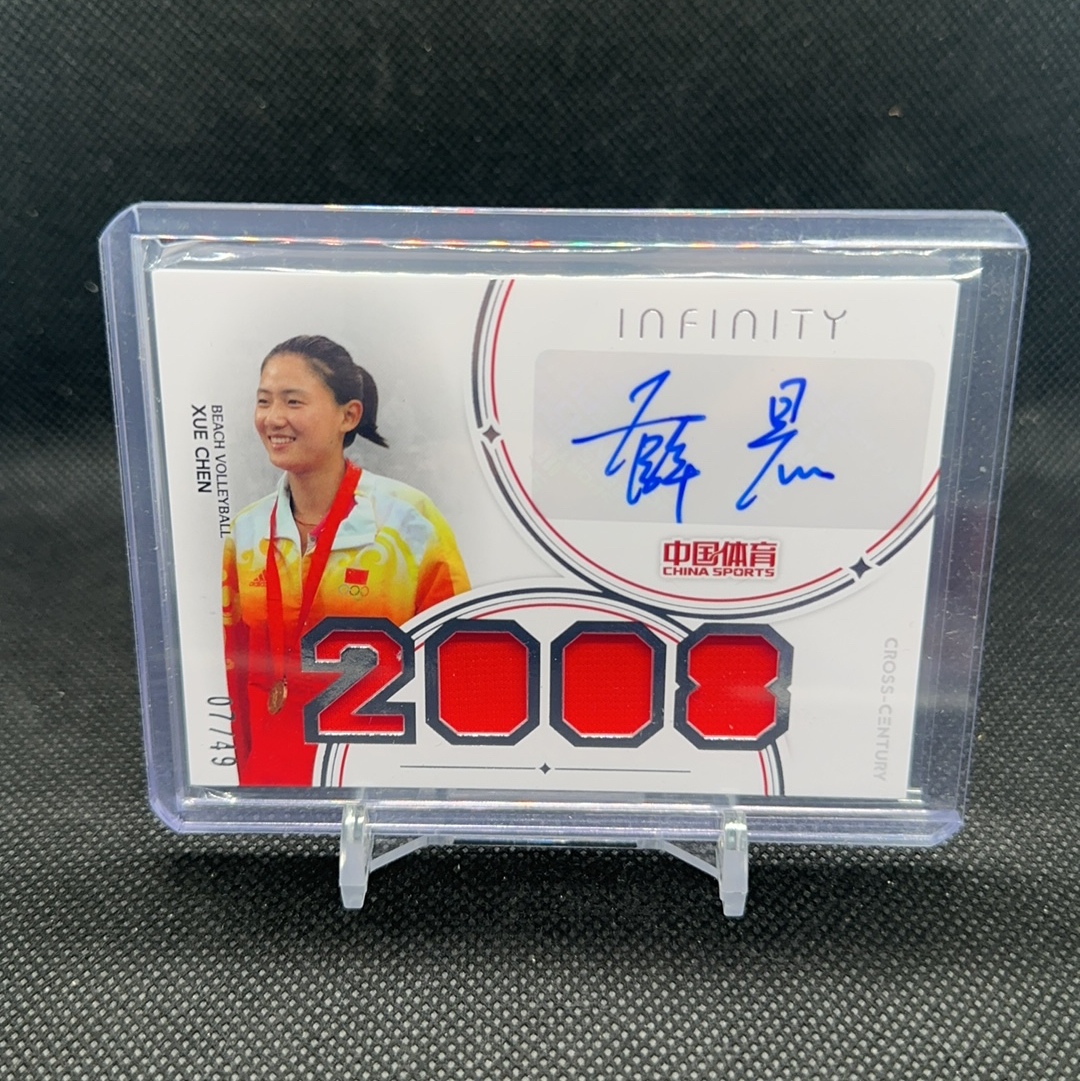 INFINITY
薛晨
BEACH VOLLEYBALL
XUE CHEN
中国体育
CHINA SPORTS
2008
07/49
CROSS-CENTURY